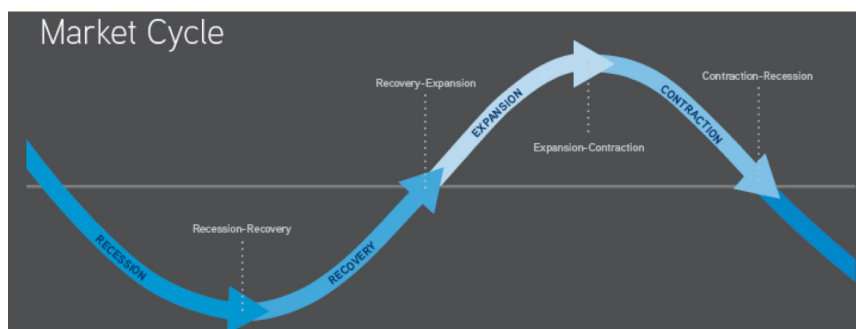 Market Cycle
Recovery-Expansion
Contraction-Recession
EXPANSION
CONTRACTION
Expansion-Contraction
Recession-Recovery
RECESSION
RECOVERY